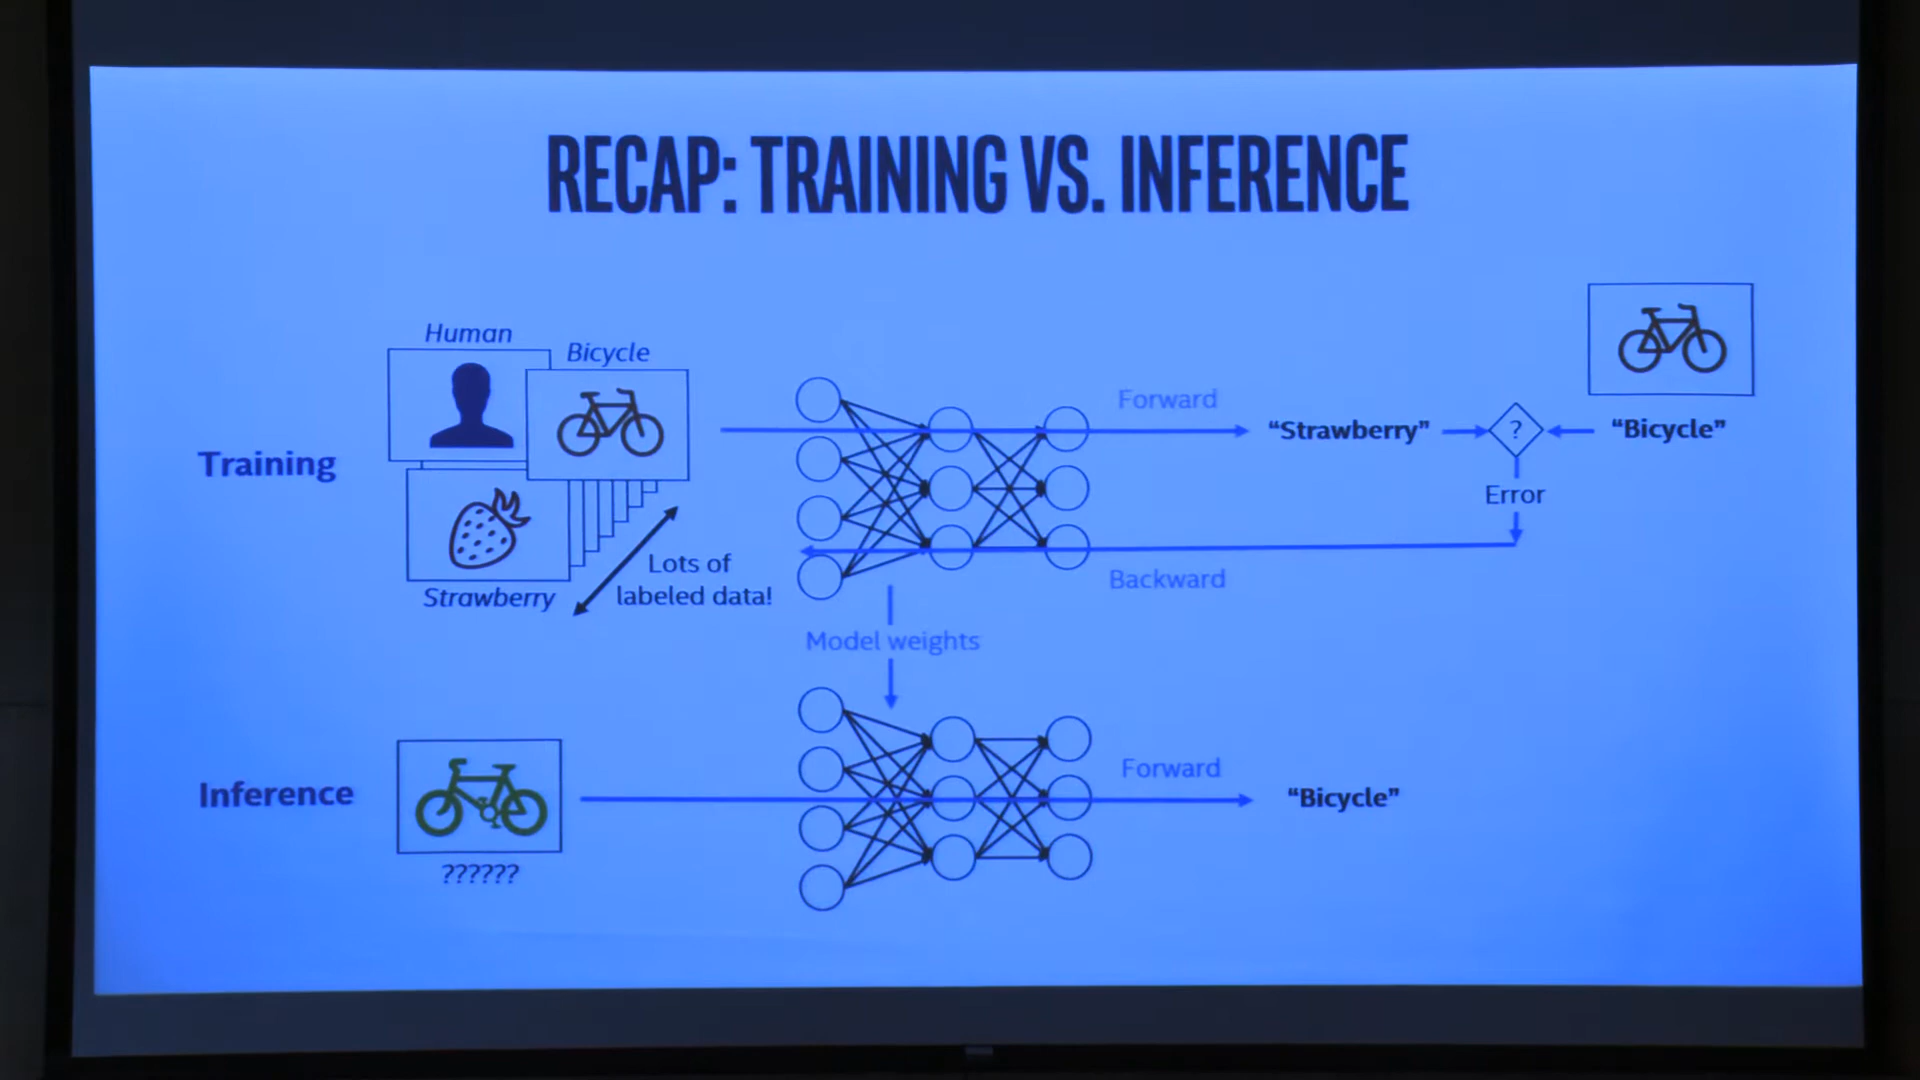 RECAP: TRAINING VS. INFERENCE
Human
Bicycle
Training
Strawberry
Lots of
labeled data!
Forward
“Strawberry”
?
“Bicycle”
Error
Backward
Model weights
Inference
??????
Forward
“Bicycle”